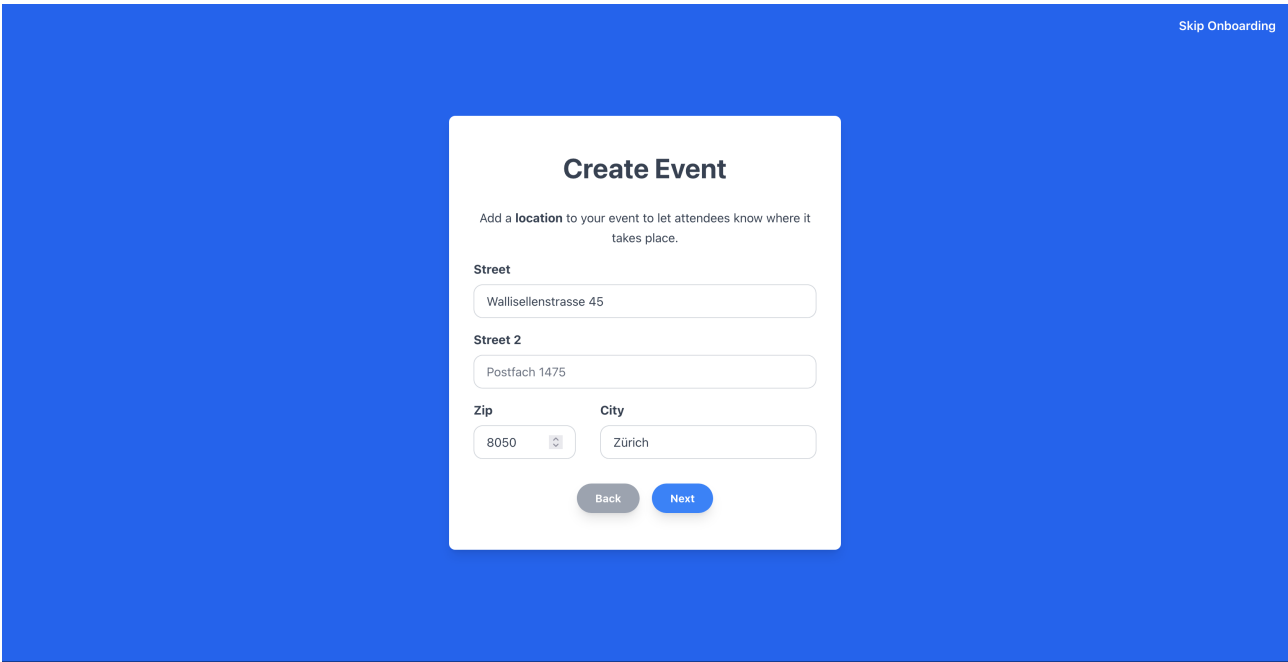 Skip Onboarding
Create Event
Add a location to your event to let attendees know where it
takes place.
Street
Wallisellenstrasse 45
Street 2
Postfach 1475
Zip City
8050 Zürich
Back Next